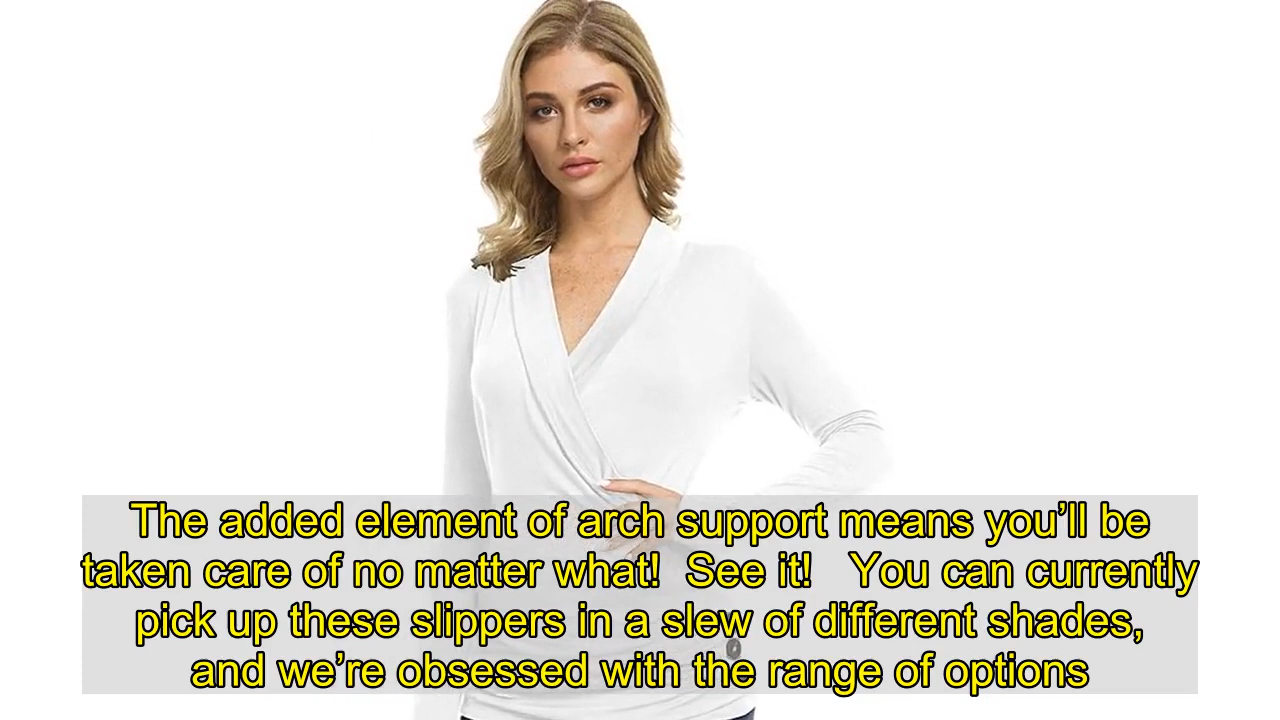 The added element of arch support means you’ll be
taken care of no matter what!  See it!   You can currently
pick up these slippers in a slew of different shades,
and we’re obsessed with the range of options